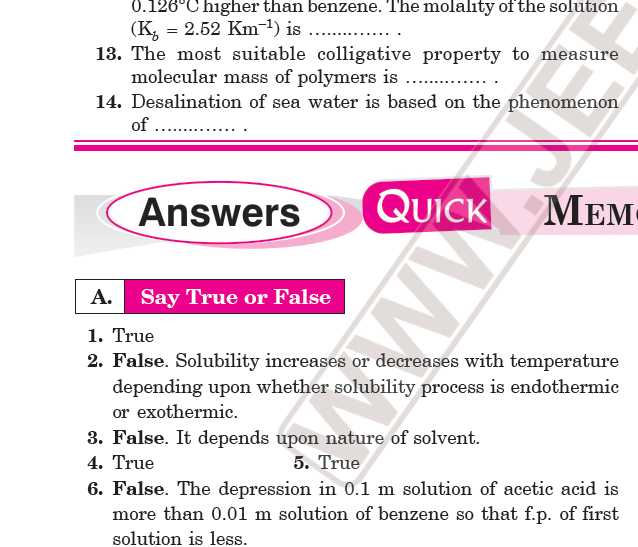 0.126°C higher than benzene. The molality of the solution
(K_b = 2.52 Km⁻¹) is ............. .
13. The most suitable colligative property to measure
molecular mass of polymers is ............. .
14. Desalination of sea water is based on the phenomenon
of ............. .
Answers QUICK MEM
A. Say True or False
1. True
2. False. Solubility increases or decreases with temperature
depending upon whether solubility process is endothermic
or exothermic.
3. False. It depends upon nature of solvent.
4. True 5. True
6. False. The depression in 0.1 m solution of acetic acid is
more than 0.01 m solution of benzene so that f.p. of first
solution is less.
WWW.JEE